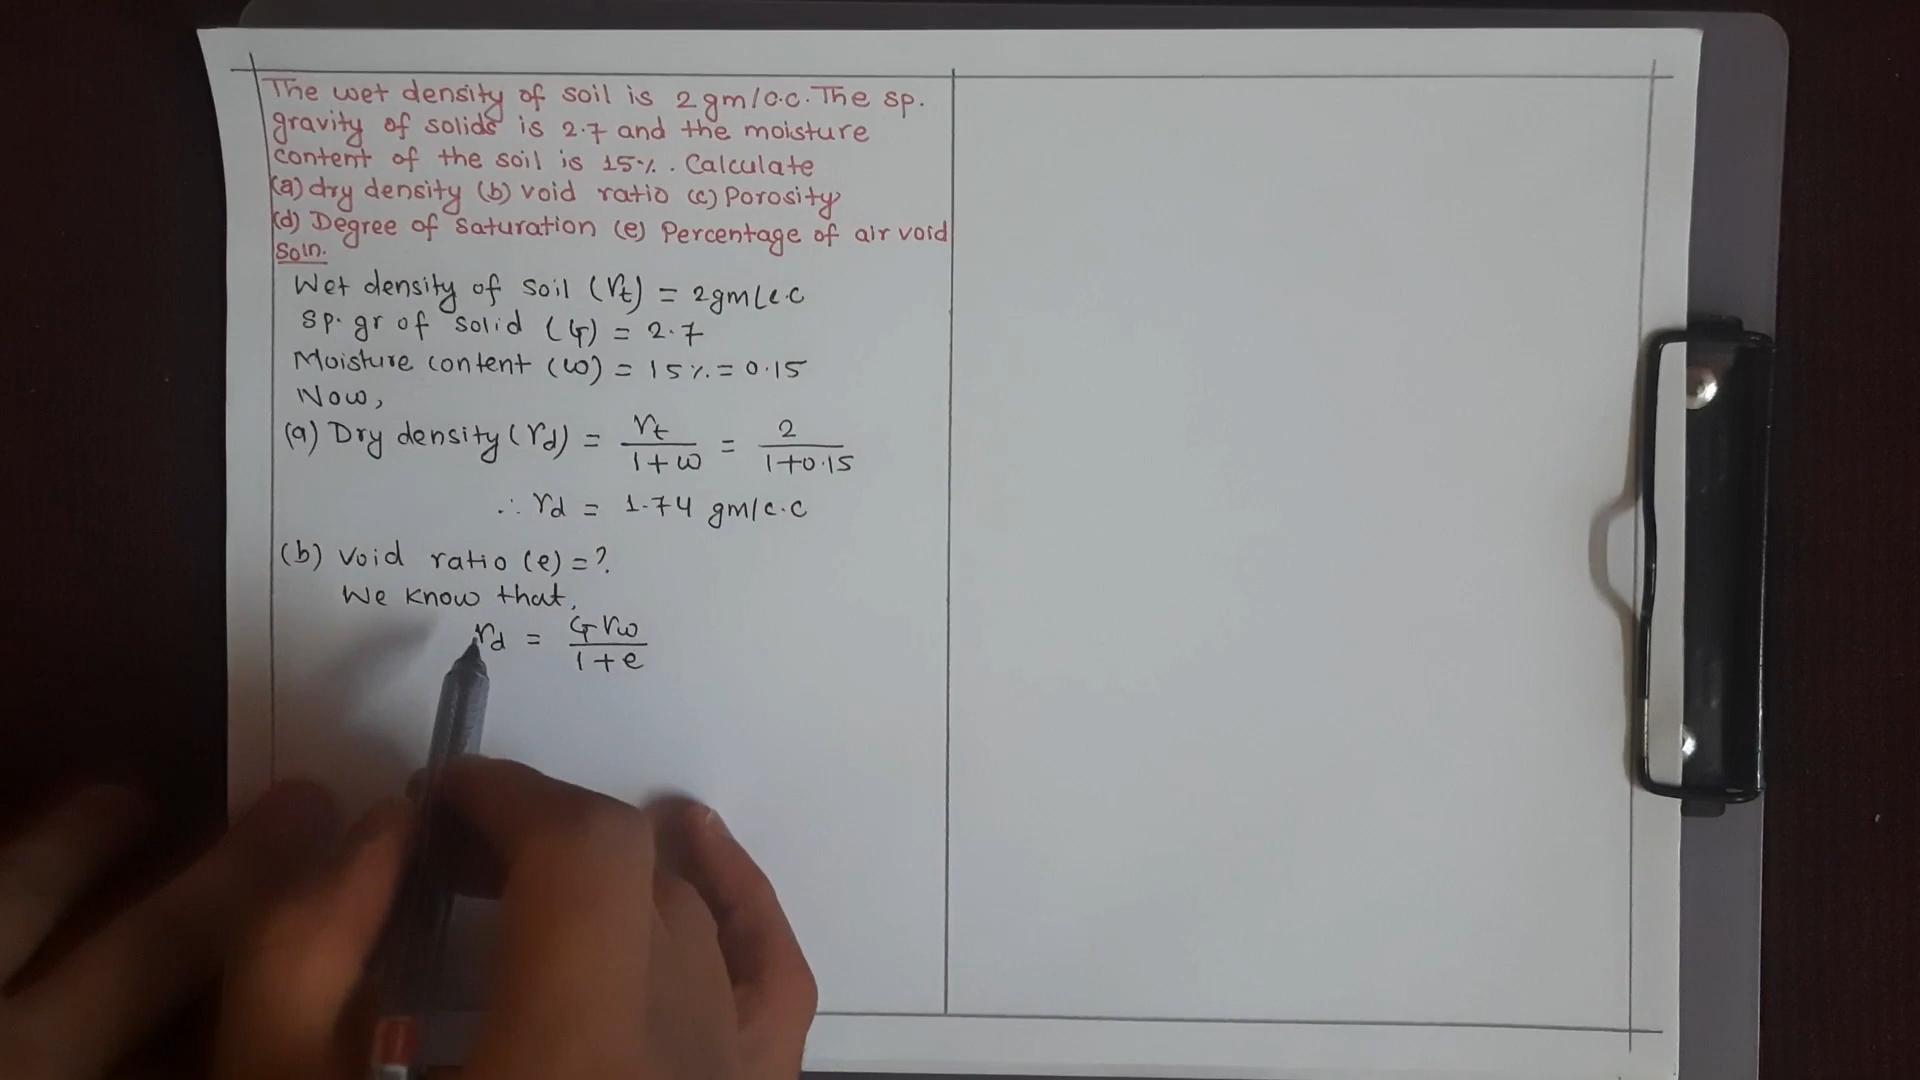 The wet density of soil is 2 gm/c.c. The sp.
gravity of solids is 2.7 and the moisture
content of the soil is 15%. Calculate
(a) dry density (b) void ratio (c) Porosity
(d) Degree of saturation (e) Percentage of air void
Soln.
Wet density of soil (γt) = 2gm/c.c
Sp. gr of solid (G) = 2.7
Moisture content (ω) = 15% = 0.15
Now,
(a) Dry density (γd) = γt / 1+ω = 2 / 1+0.15
∴ γd = 1.74 gm/c.c
(b) Void ratio (e) = ?
We know that,
γd = Gγω / 1+e